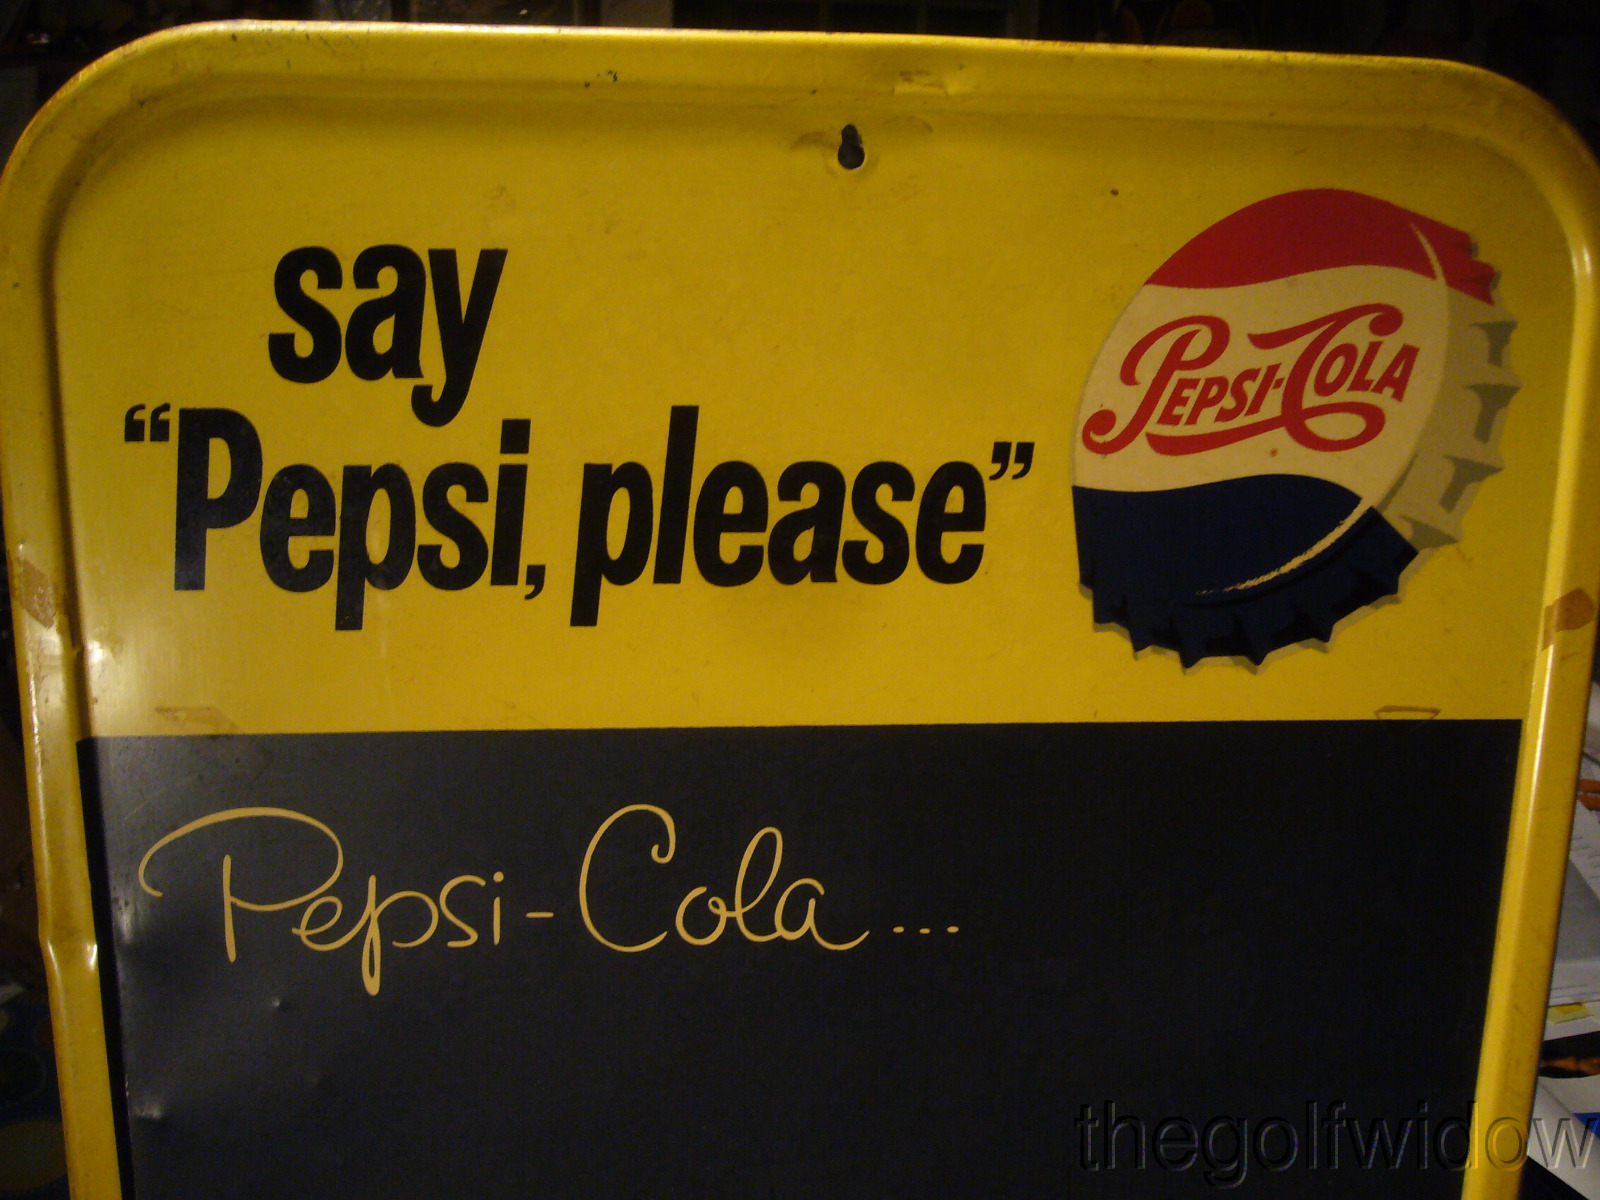 say
“Pepsi, please”
PEPSI-COLA
Pepsi-Cola...
thegolfwidow